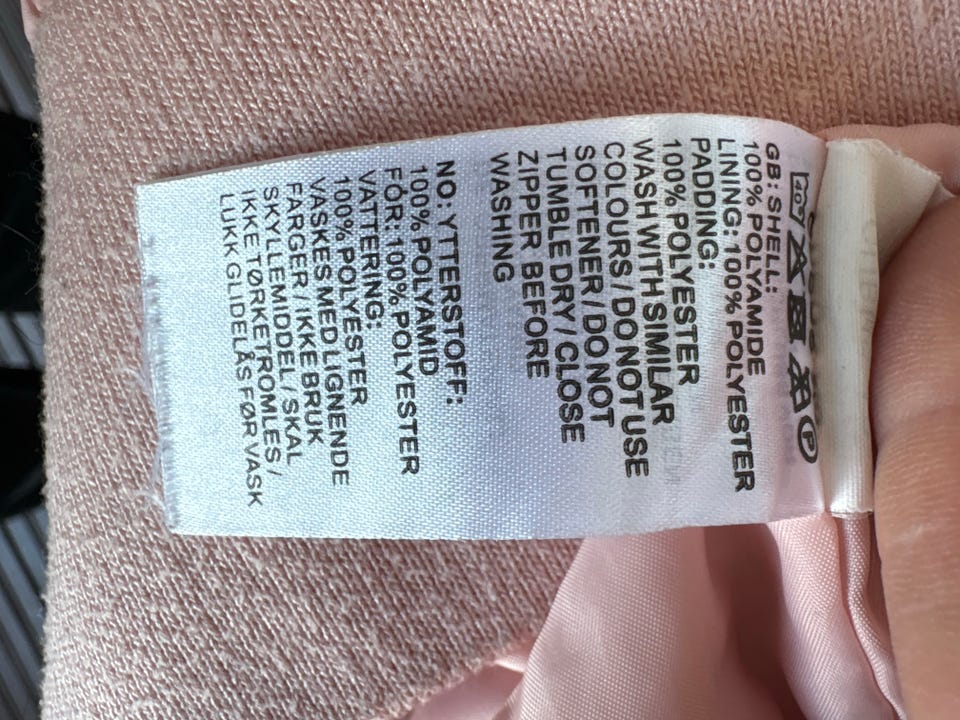 40°
P
GB: SHELL:
100% POLYAMIDE
LINING: 100% POLYESTER
PADDING:
100% POLYESTER
WASH WITH SIMILAR
COLOURS / DO NOT USE
SOFTENER / DO NOT
TUMBLE DRY / CLOSE
ZIPPER BEFORE
WASHING
NO: YTTERSTOFF:
100% POLYAMID
FÓR: 100% POLYESTER
VATTERING:
100% POLYESTER
VASKES MED LIGNENDE
FARGER / IKKE BRUK
SKYLLEMIDDEL / SKAL
IKKE TØRKETROMLES /
LUKK GLIDELÅS FØR VASK